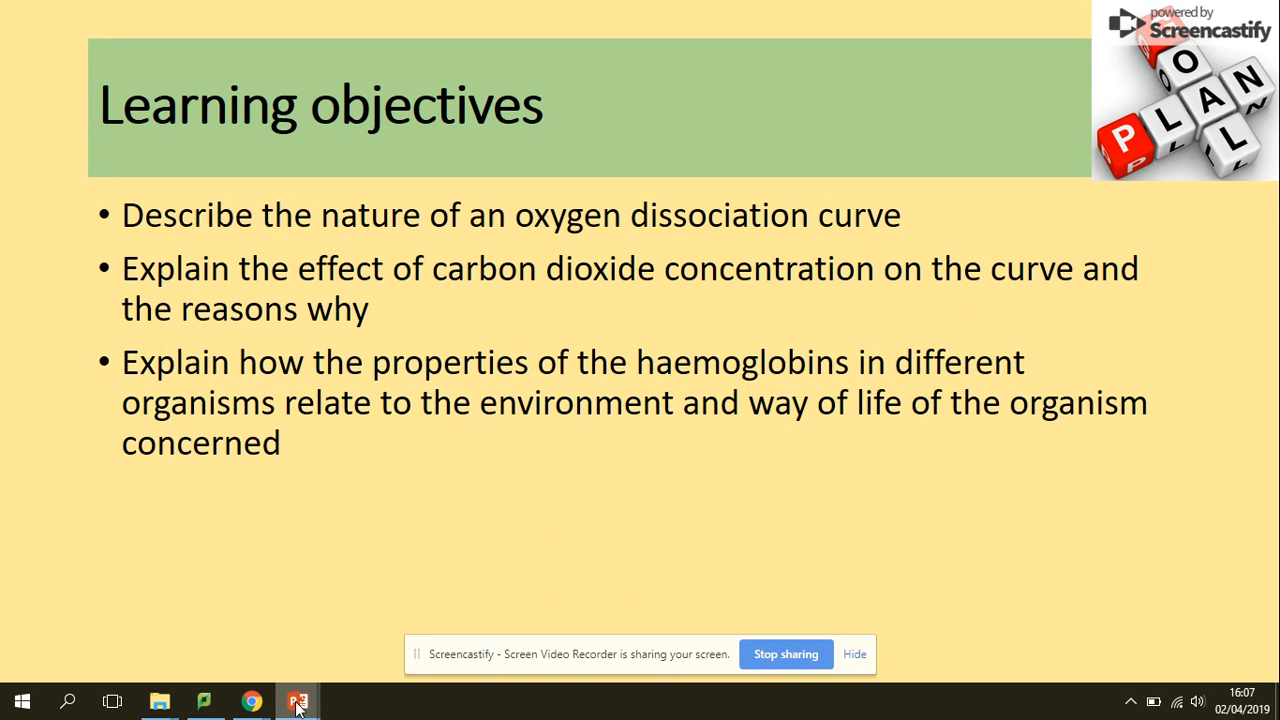 powered by
Screencastify
GOAL
PLAN
Learning objectives
• Describe the nature of an oxygen dissociation curve
• Explain the effect of carbon dioxide concentration on the curve and
the reasons why
• Explain how the properties of the haemoglobins in different
organisms relate to the environment and way of life of the organism
concerned
Screencastify - Screen Video Recorder is sharing your screen.
Stop sharing
Hide
16:07
02/04/2019